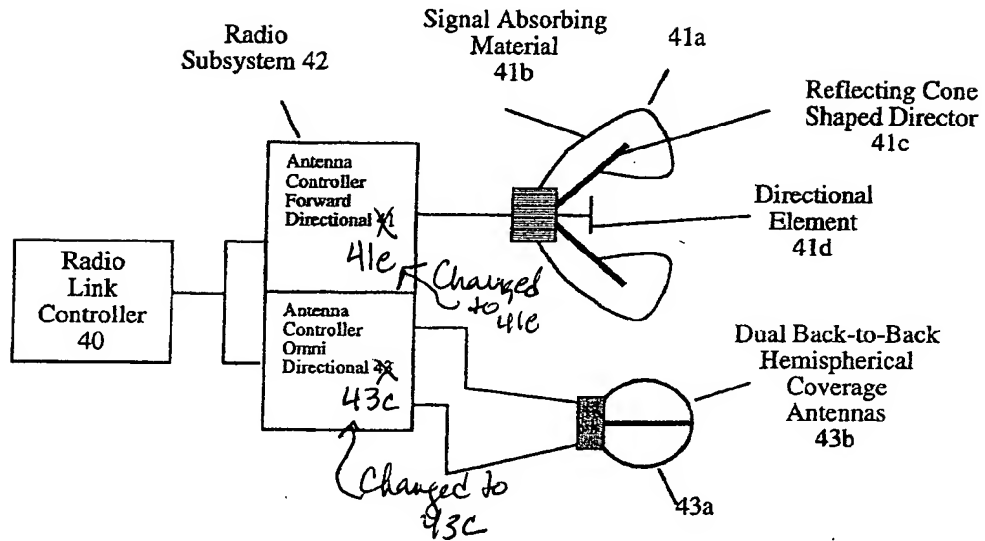 Radio
Subsystem 42
Signal Absorbing
Material
41b
41a
Reflecting Cone
Shaped Director
41c
Antenna
Controller
Forward
Directional 41
41e
Changed
to
41e
Directional
Element
41d
Radio
Link
Controller
40
Antenna
Controller
Omni
Directional 43
43c
Changed to
43c
Dual Back-to-Back
Hemispherical
Coverage
Antennas
43b
43a